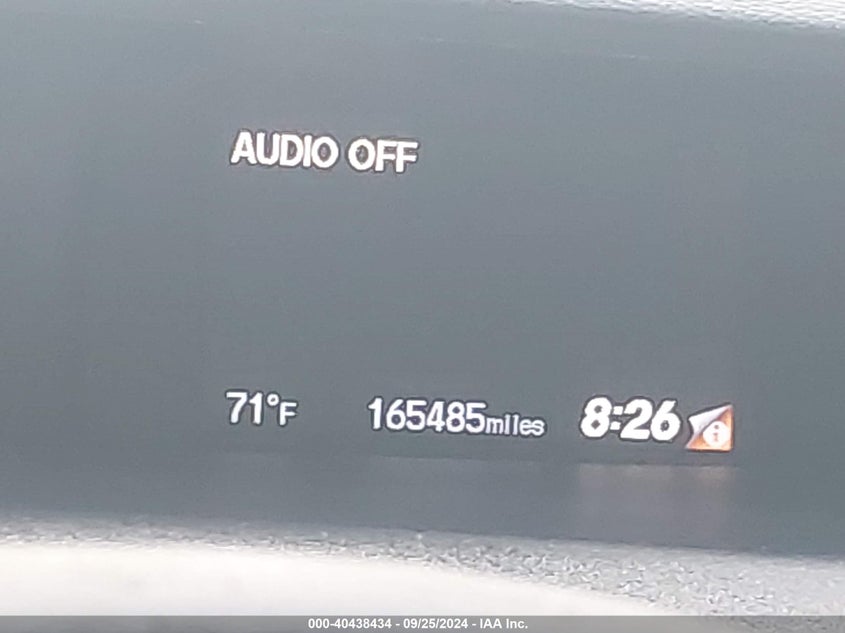 AUDIO OFF
71°F 165485miles 8:26 i
000-40438434 - 09/25/2024 - IAA Inc.